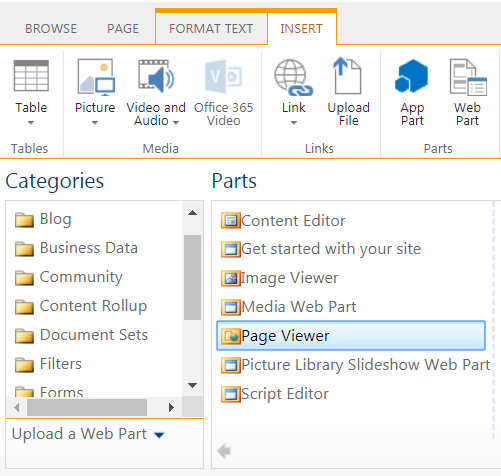 BROWSE PAGE FORMAT TEXT INSERT
Table Picture Video and Audio Office 365 Video Link Upload File App Part Web Part
Tables Media Links Parts
Categories
Blog
Business Data
Community
Content Rollup
Document Sets
Filters
Forms
Upload a Web Part
Parts
Content Editor
Get started with your site
Image Viewer
Media Web Part
Page Viewer
Picture Library Slideshow Web Part
Script Editor